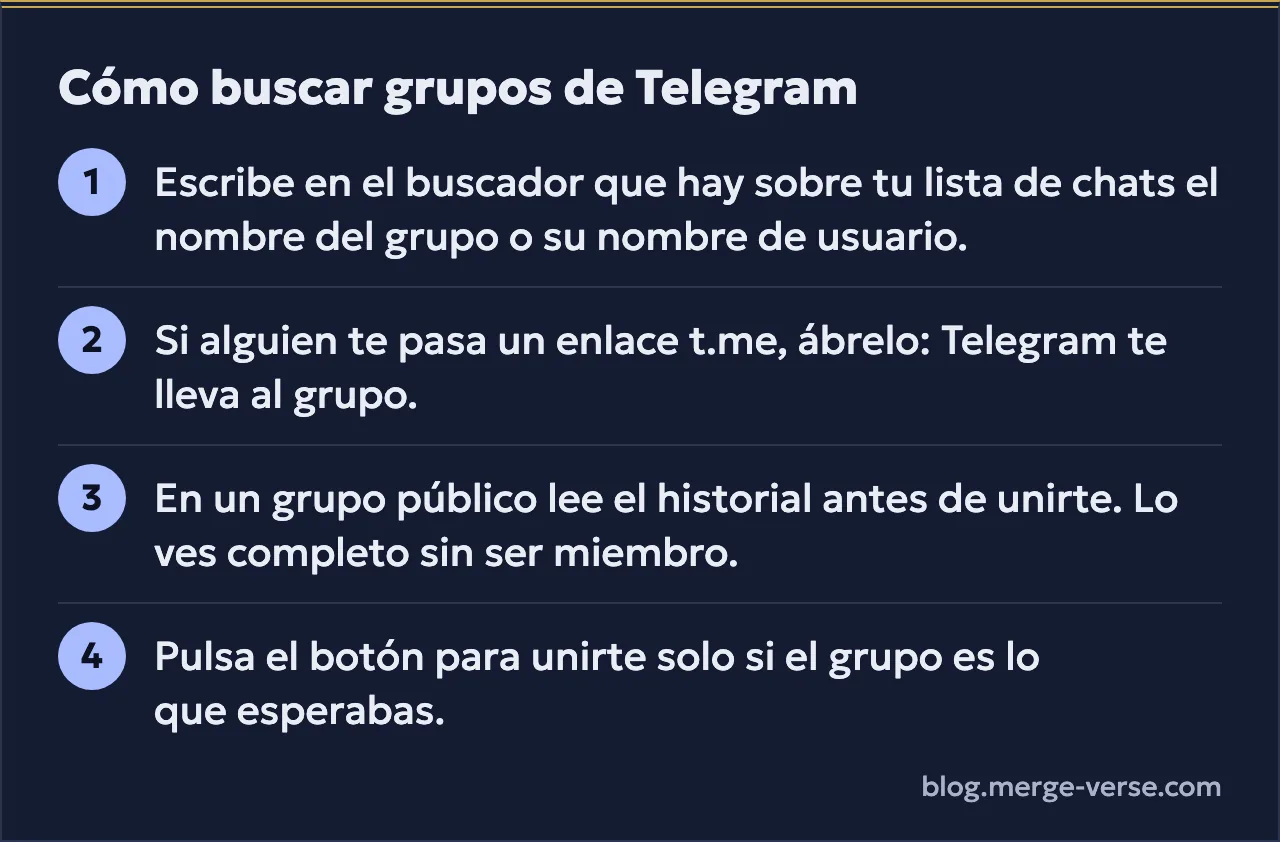 Cómo buscar grupos de Telegram
1
Escribe en el buscador que hay sobre tu lista de chats el
nombre del grupo o su nombre de usuario.
2
Si alguien te pasa un enlace t.me, ábrelo: Telegram te
lleva al grupo.
3
En un grupo público lee el historial antes de unirte. Lo
ves completo sin ser miembro.
4
Pulsa el botón para unirte solo si el grupo es lo
que esperabas.
blog.merge-verse.com